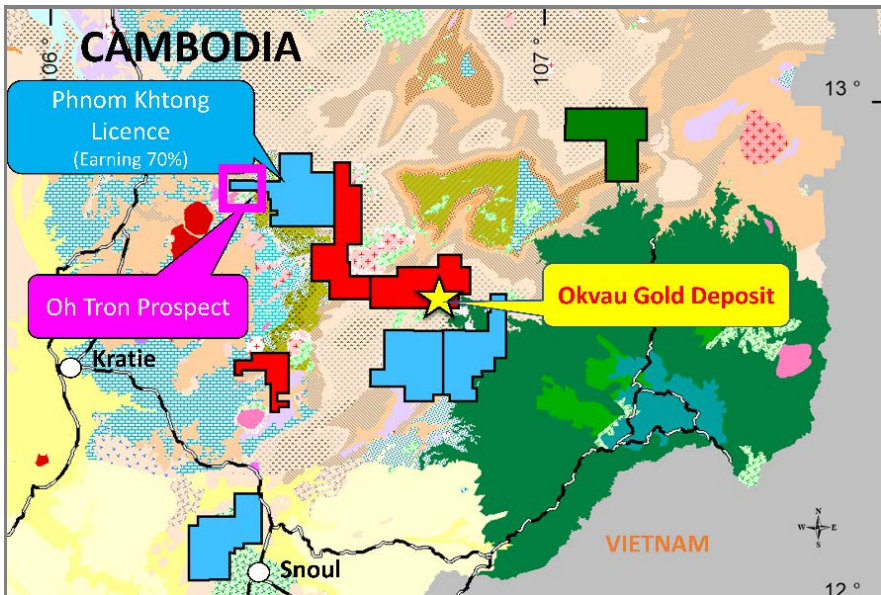 CAMBODIA
106 °
107 °
13 °
Phnom Khtong
Licence
(Earning 70%)
Oh Tron Prospect
Okvau Gold Deposit
Kratie
Snoul
VIETNAM
N
W E
S
12 °